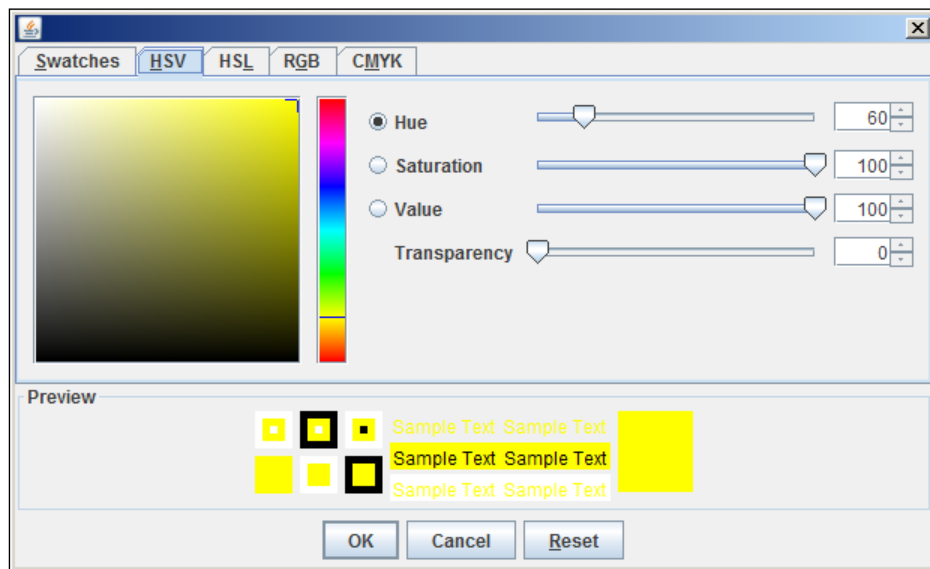 Swatches HSV HSL RGB CMYK
Hue 60
Saturation 100
Value 100
Transparency 0
Preview
Sample Text Sample Text
Sample Text Sample Text
Sample Text Sample Text
OK Cancel Reset